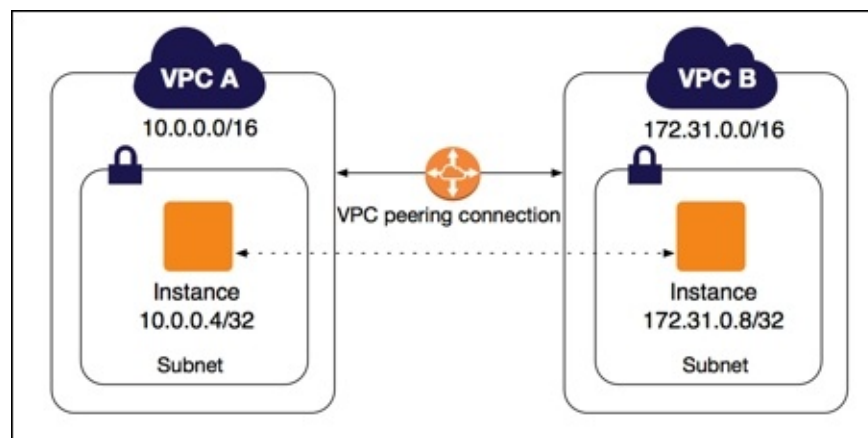 VPC A
10.0.0.0/16
VPC B
172.31.0.0/16
VPC peering connection
Instance
10.0.0.4/32
Subnet
Instance
172.31.0.8/32
Subnet